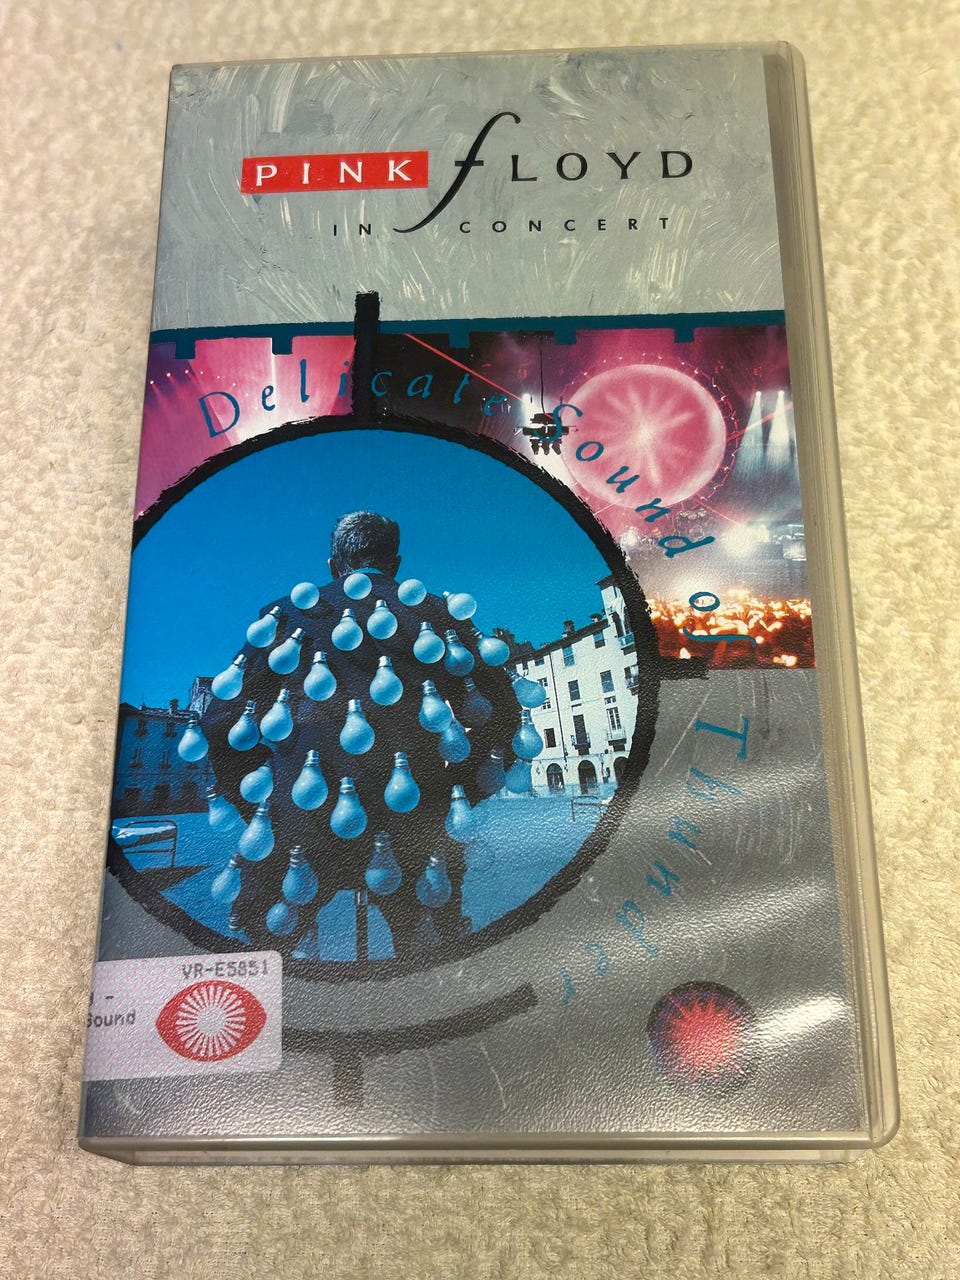 PINK fLOYD
IN CONCERT
Delicate Sound of Thunder
VR-E5851
-
Sound